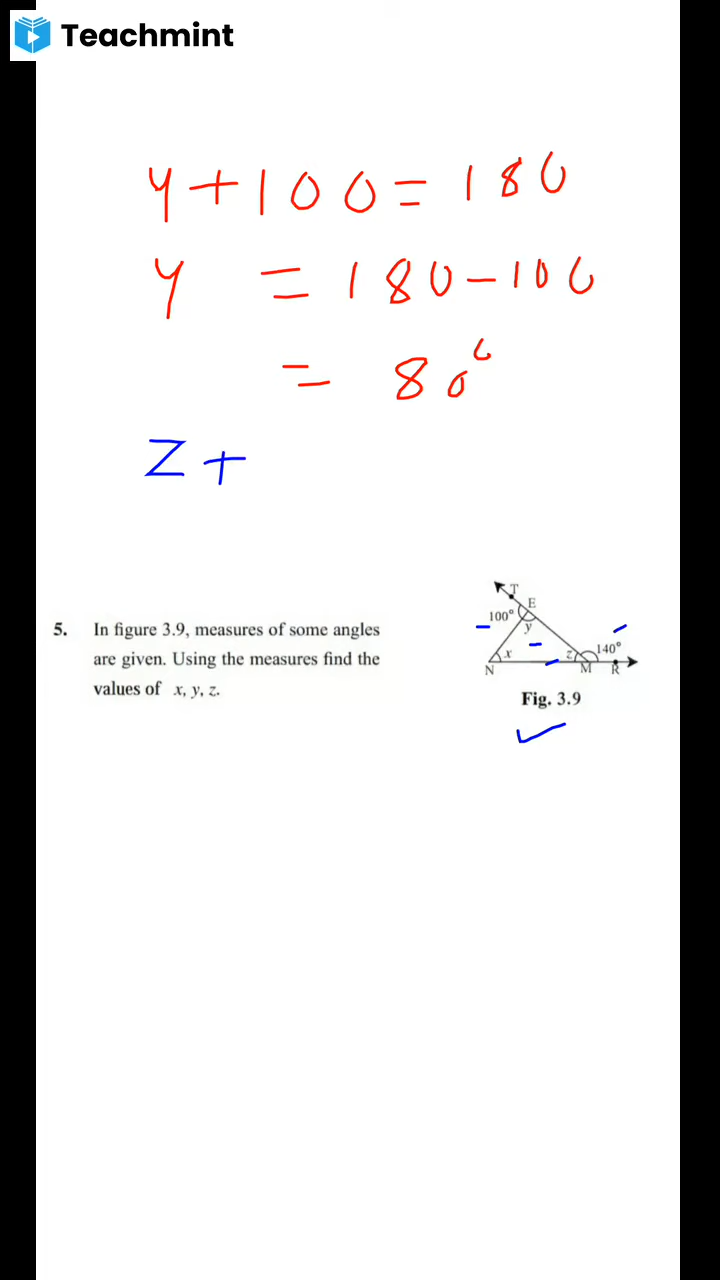 Teachmint
y + 100 = 180
y = 180 - 100
= 80°
Z +
5. In figure 3.9, measures of some angles
are given. Using the measures find the
values of x, y, z.
T
E
100°
y
x
z
140°
N
M
R
Fig. 3.9